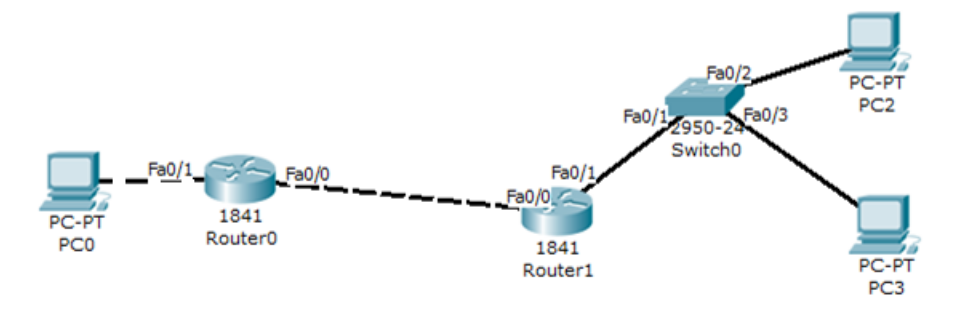 PC-PT
PC0
Fa0/1
1841
Router0
Fa0/0
Fa0/0
1841
Router1
Fa0/1
Fa0/1
2950-24
Switch0
Fa0/2
Fa0/3
PC-PT
PC2
PC-PT
PC3